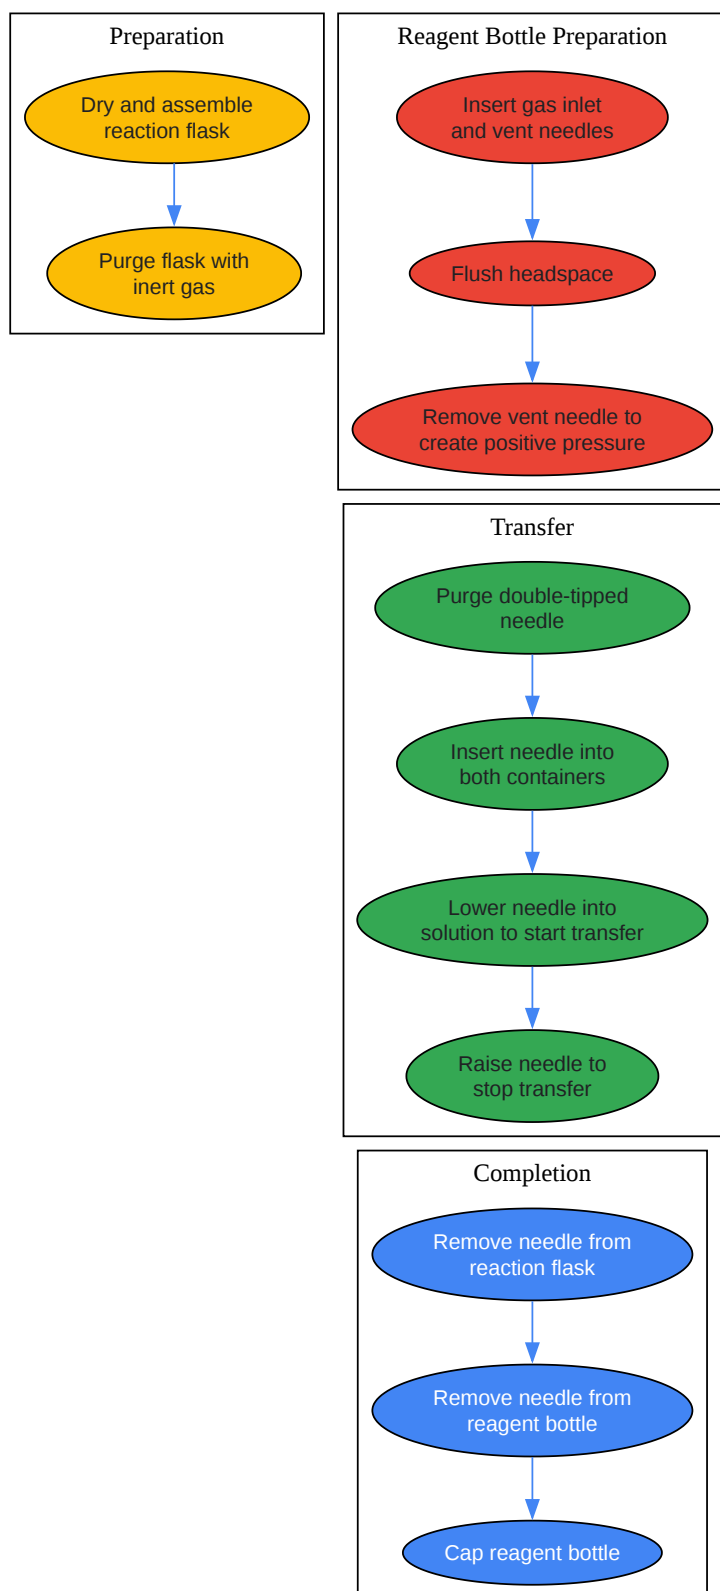 Preparation
Dry and assemble
reaction flask
Purge flask with
inert gas
Reagent Bottle Preparation
Insert gas inlet
and vent needles
Flush headspace
Remove vent needle to
create positive pressure
Transfer
Purge double-tipped
needle
Insert needle into
both containers
Lower needle into
solution to start transfer
Raise needle to
stop transfer
Completion
Remove needle from
reaction flask
Remove needle from
reagent bottle
Cap reagent bottle